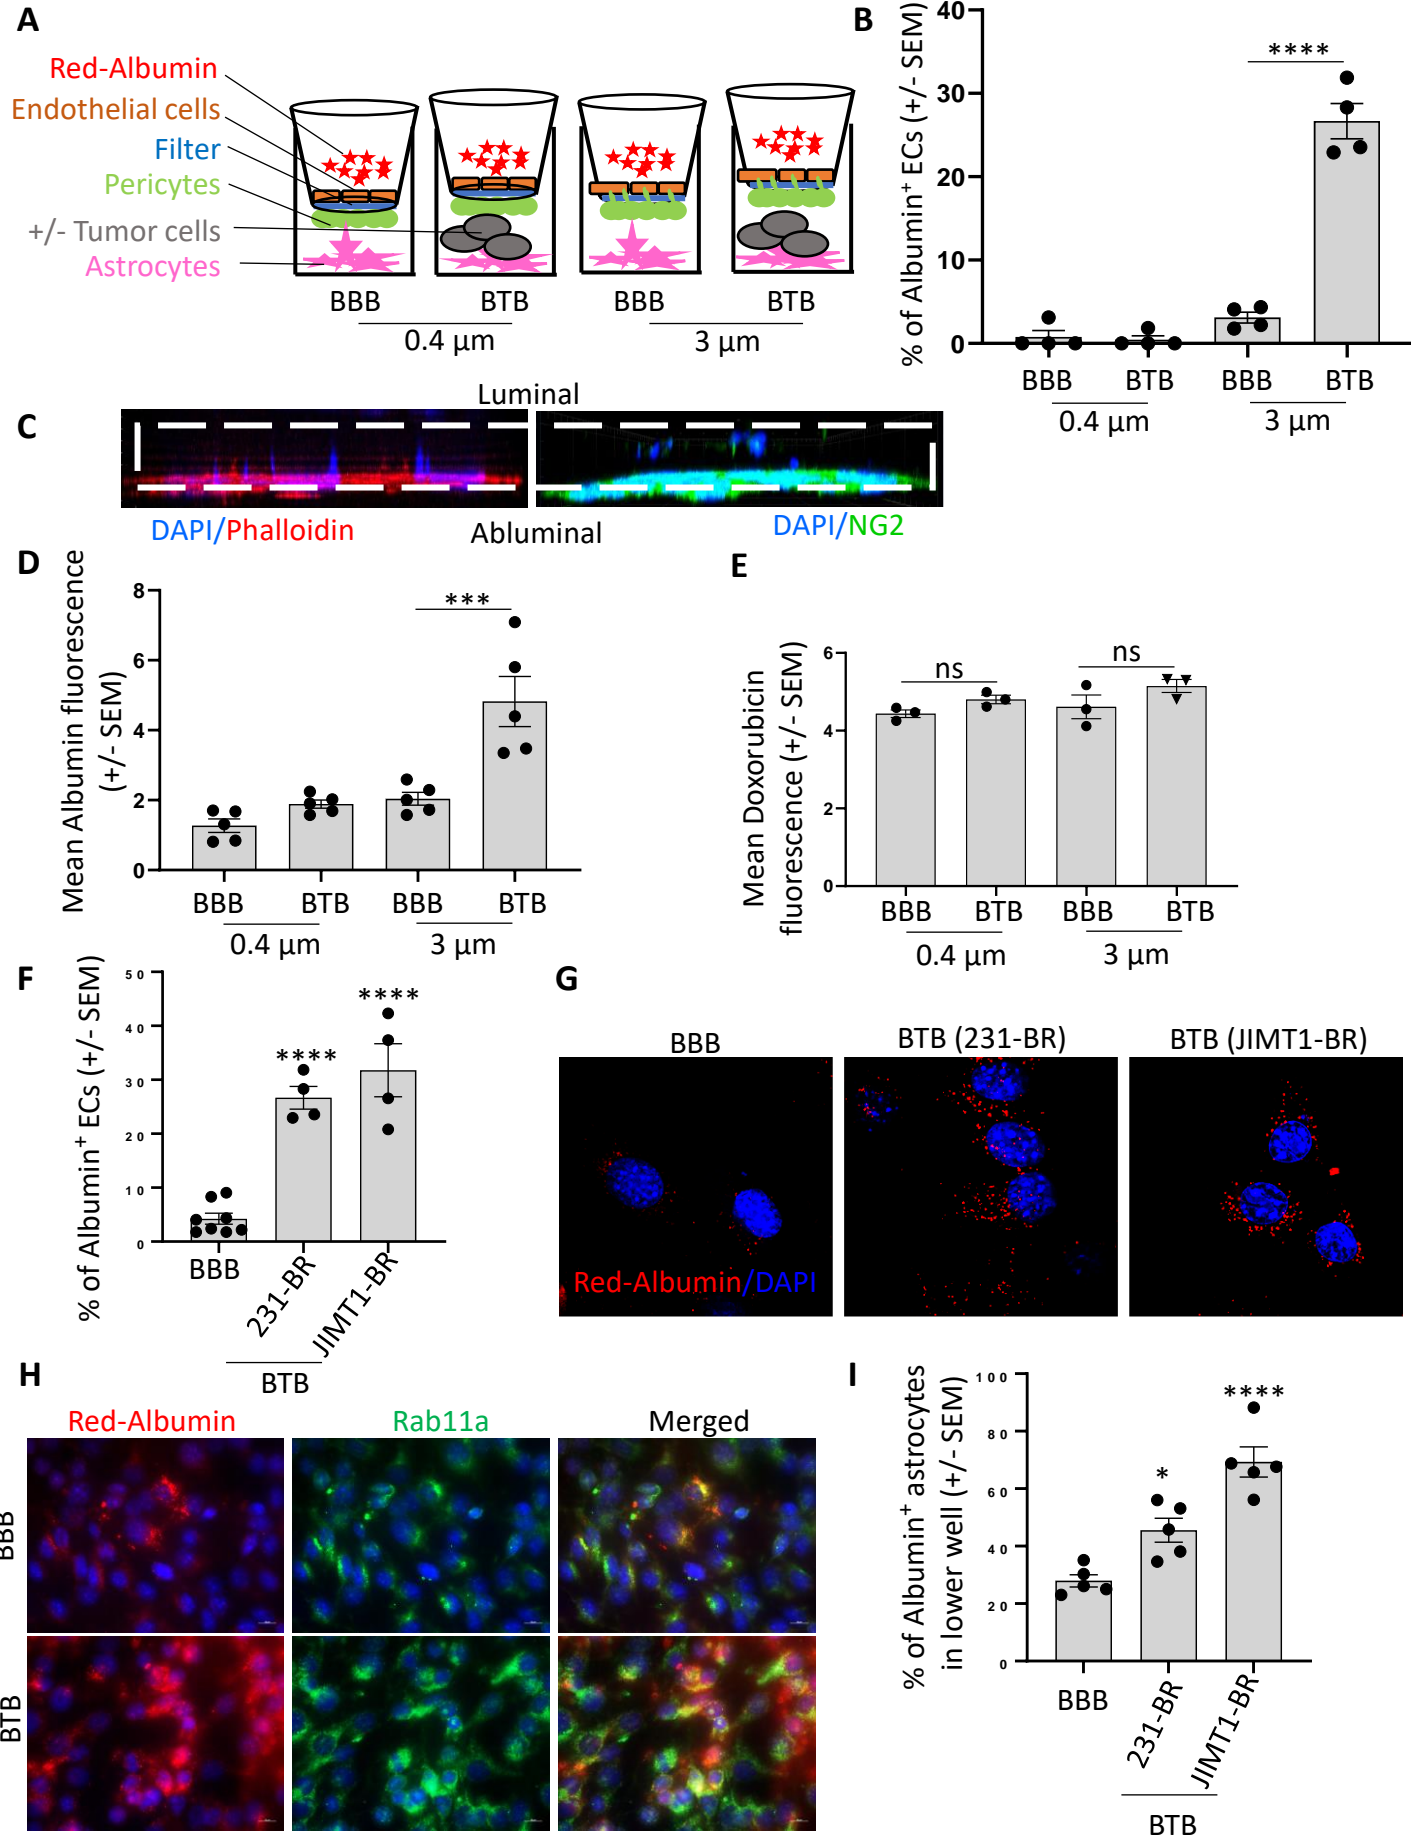 A
Red-Albumin
Endothelial cells
Filter
Pericytes
+/- Tumor cells
Astrocytes
BBB BTB BBB BTB
0.4 µm 3 µm
B
% of Albumin⁺ ECs (+/- SEM)
40
30
20
10
0
****
BBB BTB BBB BTB
0.4 µm 3 µm
C
Luminal
DAPI/Phalloidin
Abluminal
DAPI/NG2
D
Mean Albumin fluorescence
(+/- SEM)
8
6
4
2
0
***
BBB BTB BBB BTB
0.4 µm 3 µm
E
Mean Doxorubicin
fluorescence (+/- SEM)
6
4
2
0
ns ns
BBB BTB BBB BTB
0.4 µm 3 µm
F
% of Albumin⁺ ECs (+/- SEM)
50
40
30
20
10
0
**** ****
BBB 231-BR JIMT1-BR
BTB
G
BBB BTB (231-BR) BTB (JIMT1-BR)
Red-Albumin/DAPI
H
Red-Albumin Rab11a Merged
BBB
BTB
I
% of Albumin⁺ astrocytes
in lower well (+/- SEM)
100
80
60
40
20
0
* ****
BBB 231-BR JIMT1-BR
BTB